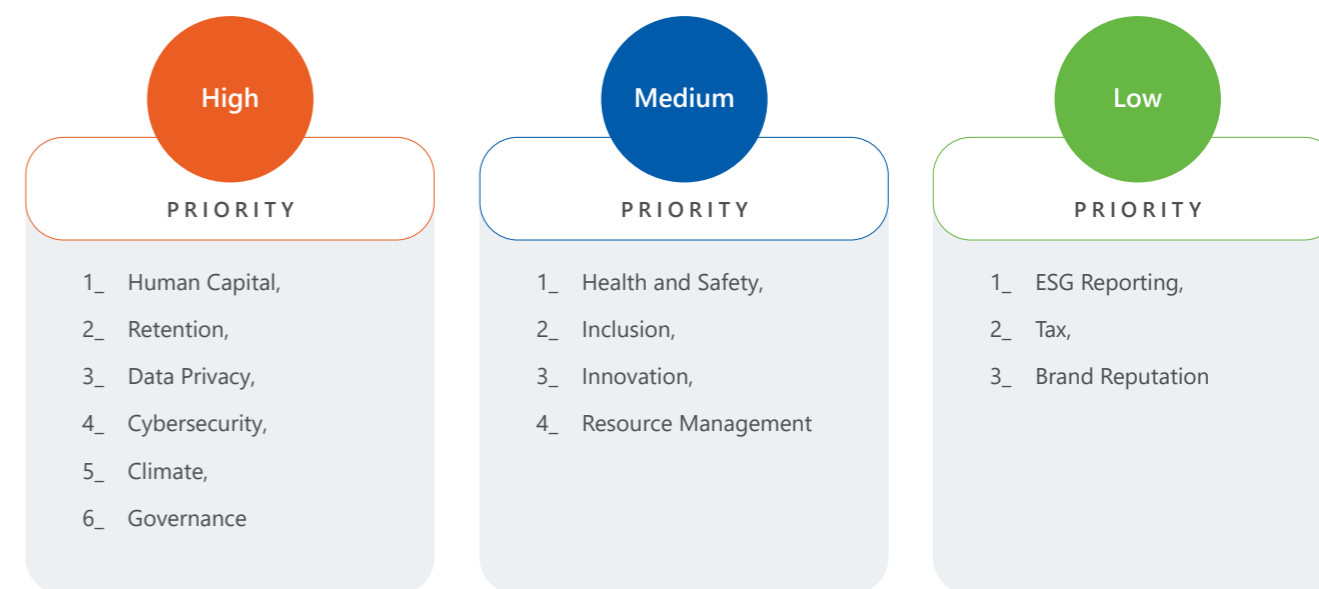 High
PRIORITY
1_ Human Capital,
2_ Retention,
3_ Data Privacy,
4_ Cybersecurity,
5_ Climate,
6_ Governance
Medium
PRIORITY
1_ Health and Safety,
2_ Inclusion,
3_ Innovation,
4_ Resource Management
Low
PRIORITY
1_ ESG Reporting,
2_ Tax,
3_ Brand Reputation